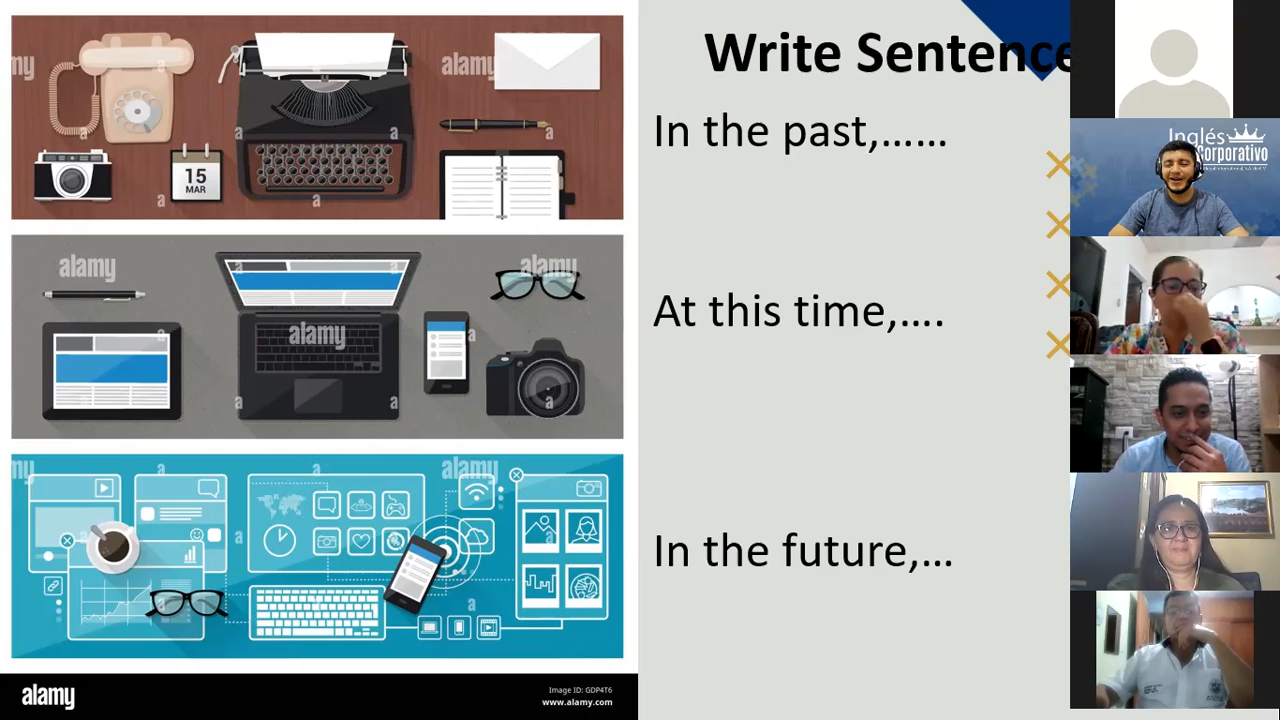 alamy
15
MAR
alamy
alamy
alamy
alamy
alamy
Image ID: GDP4T6
www.alamy.com
Write Sentence
In the past,……
At this time,….
In the future,…
Inglés
Corporativo